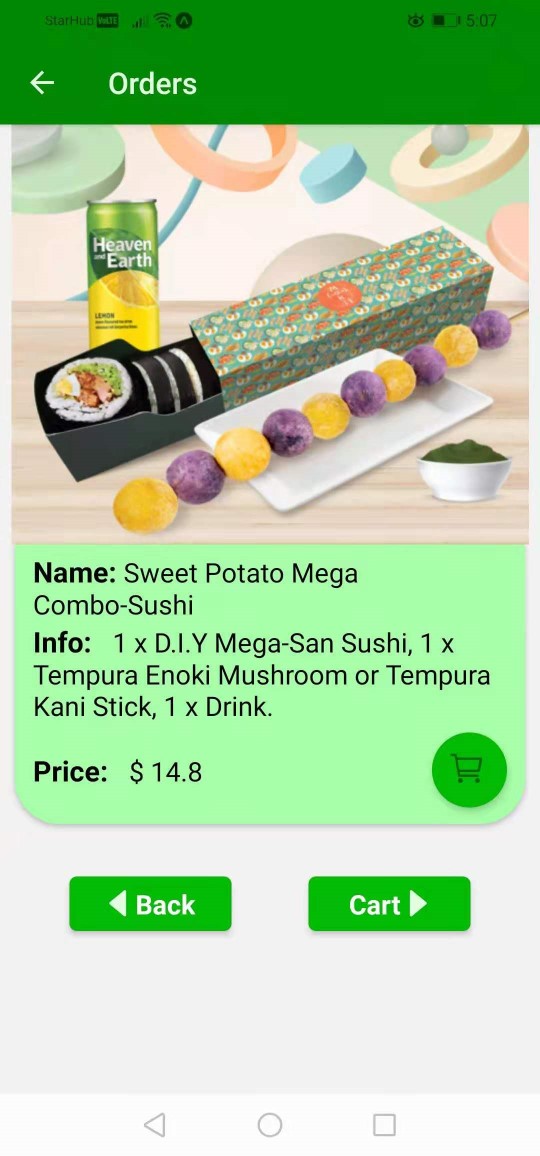 StarHub VoLTE 5:07
Orders
Heaven
and Earth
LEMON
Name: Sweet Potato Mega
Combo-Sushi
Info: 1 x D.I.Y Mega-San Sushi, 1 x
Tempura Enoki Mushroom or Tempura
Kani Stick, 1 x Drink.
Price: $ 14.8
Back Cart